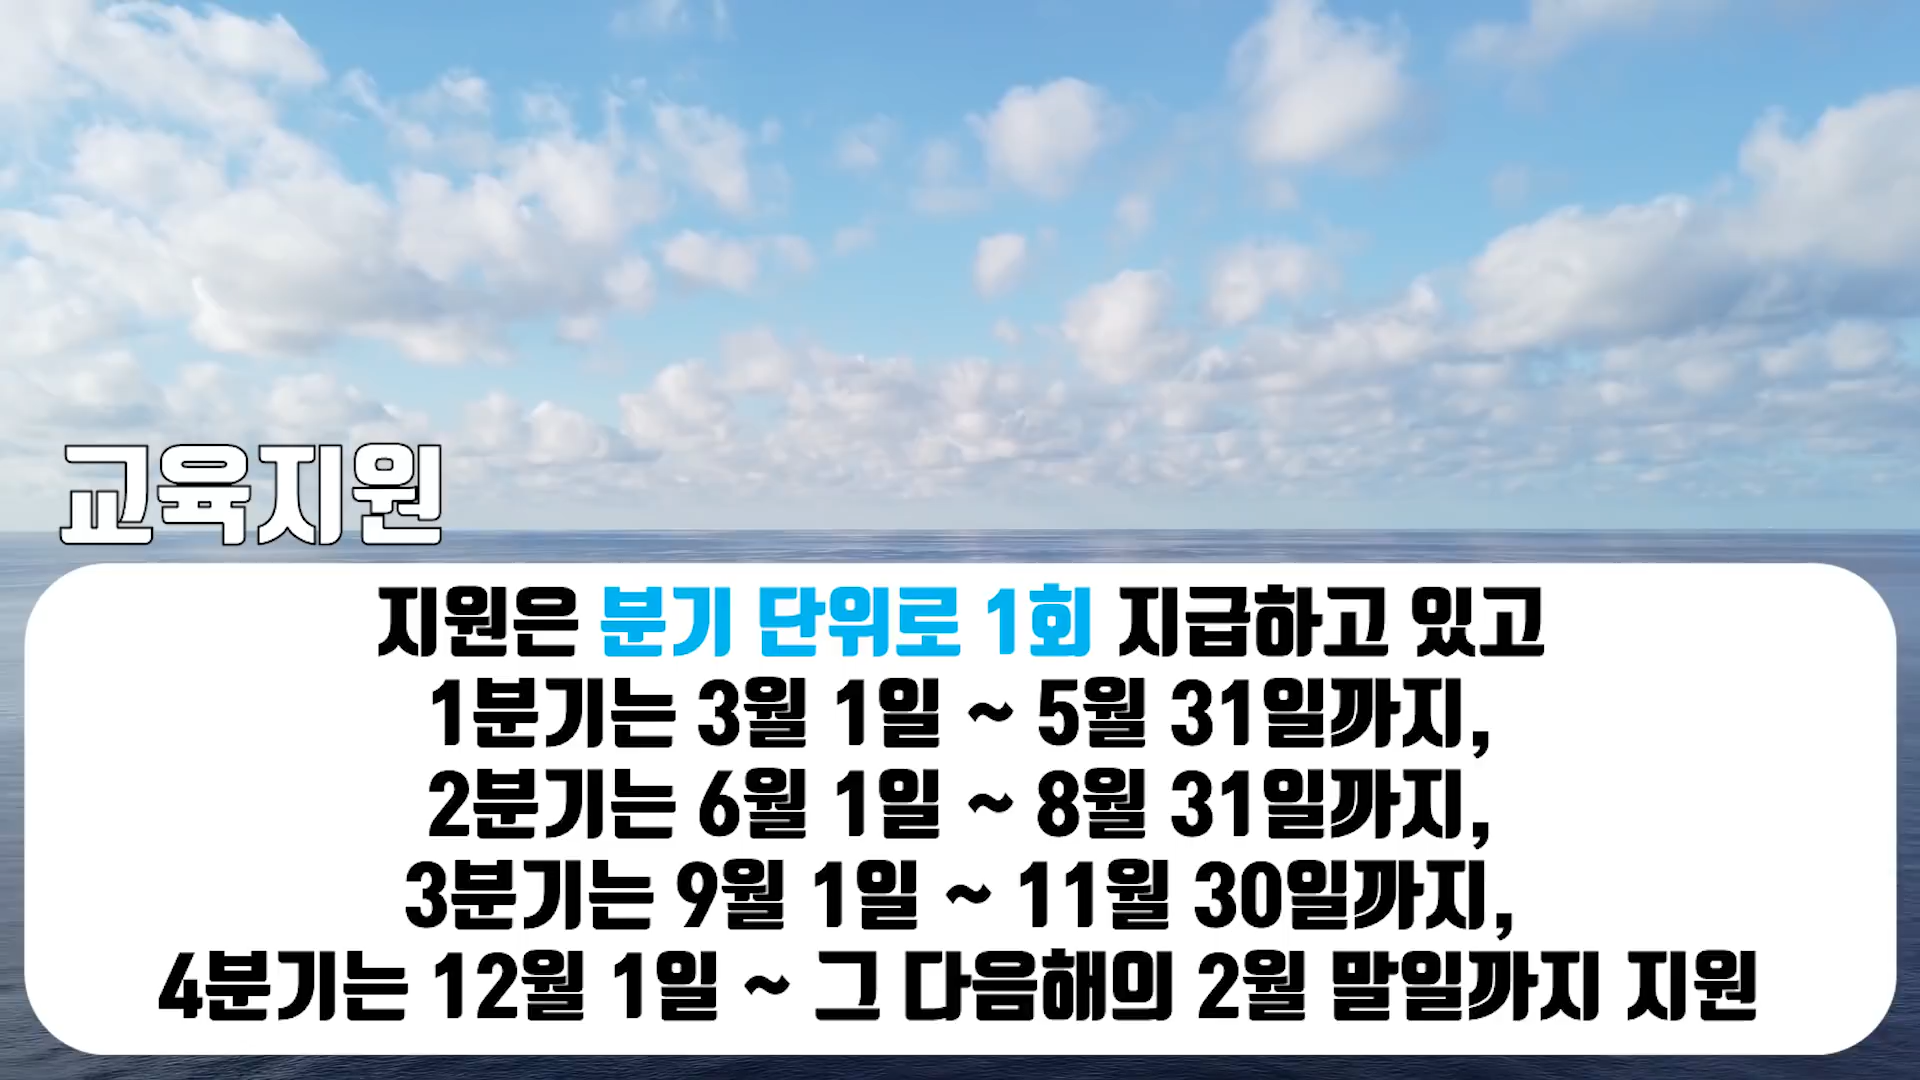 교육지원
지원은 분기 단위로 1회 지급하고 있고
1분기는 3월 1일 ~ 5월 31일까지,
2분기는 6월 1일 ~ 8월 31일까지,
3분기는 9월 1일 ~ 11월 30일까지,
4분기는 12월 1일 ~ 그 다음해의 2월 말일까지 지원